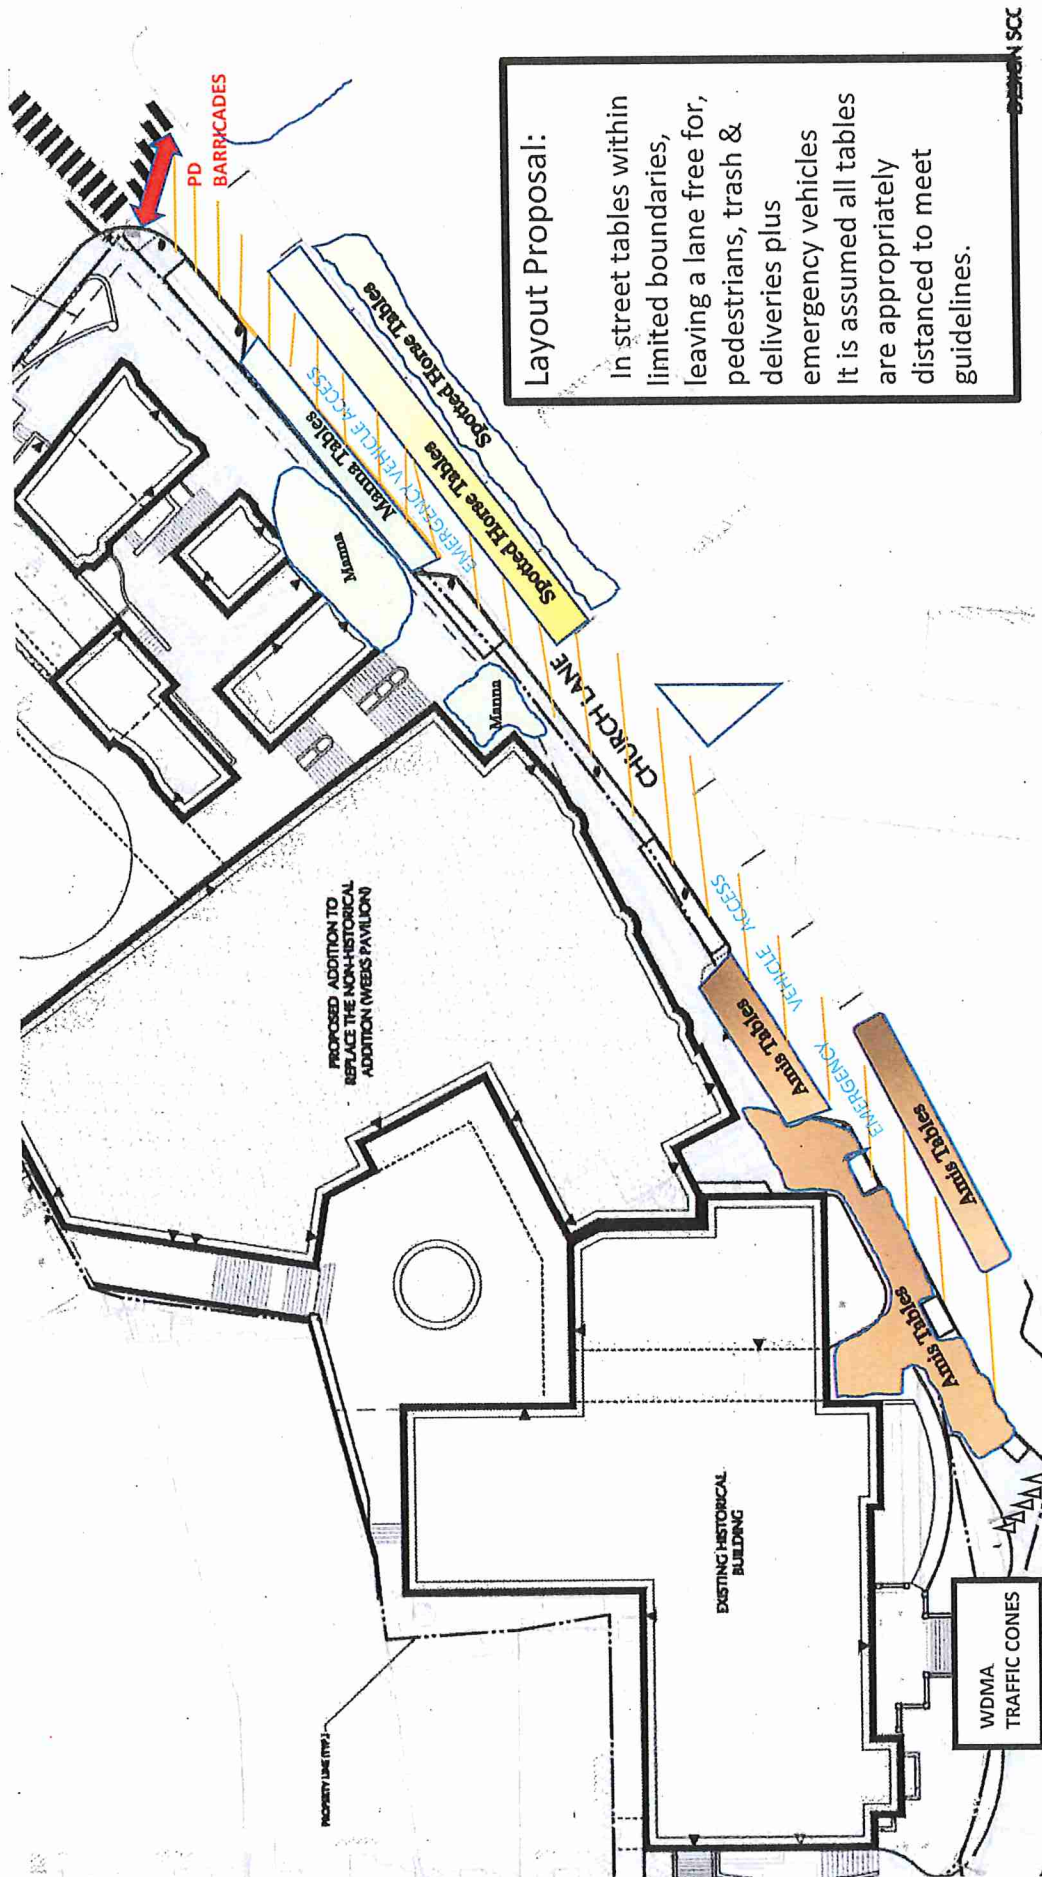 PD
BARRICADES
Spotted Horse Tables
EMERGENCY VEHICLE ACCESS
Manna Tables
Manna
Spotted Horse Tables
Manna
CHURCH LANE
Layout Proposal:
In street tables within
limited boundaries,
leaving a lane free for,
pedestrians, trash &
deliveries plus
emergency vehicles
It is assumed all tables
are appropriately
distanced to meet
guidelines.
PROPOSED ADDITION TO
REPLACE THE NON-HISTORICAL
ADDITION (WEEKS PAVILION)
EMERGENCY VEHICLE ACCESS
Amis Tables
Amis Tables
Amis Tables
EXISTING HISTORICAL
BUILDING
PROPERTY LINE (TYP.)
WDMA
TRAFFIC CONES